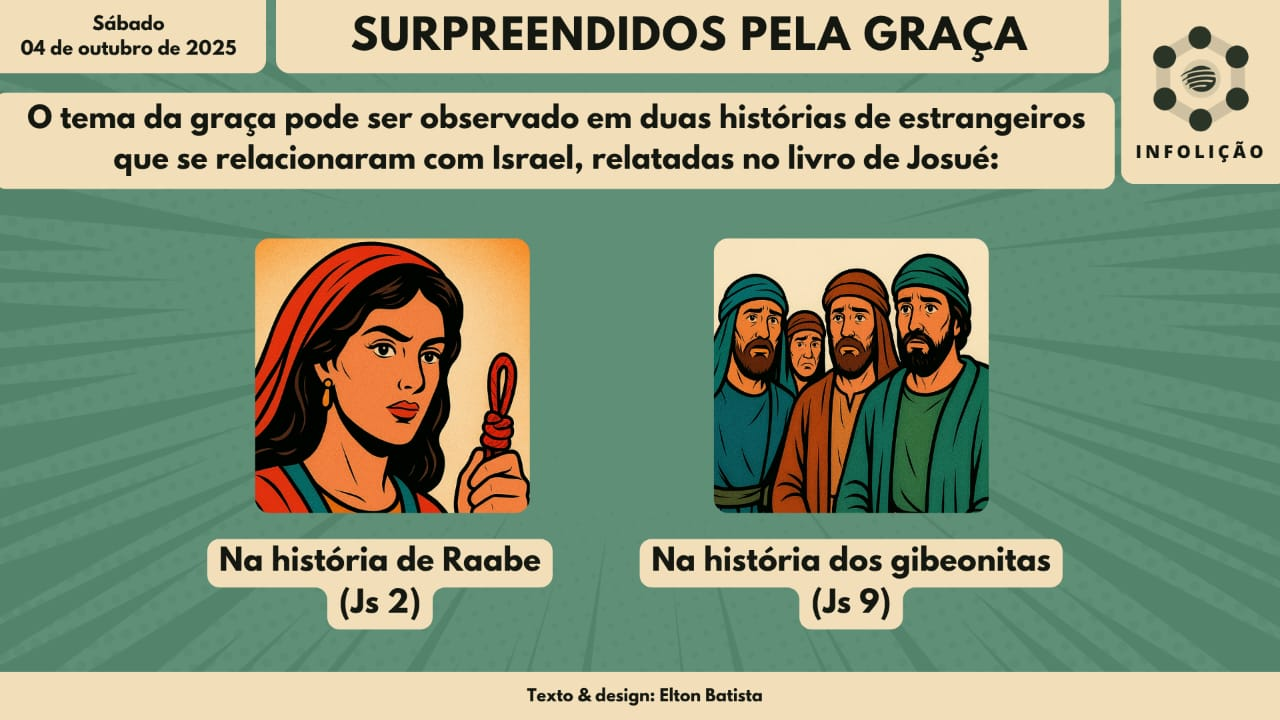 Sábado
04 de outubro de 2025
SURPREENDIDOS PELA GRAÇA
INFOLIÇÃO
O tema da graça pode ser observado em duas histórias de estrangeiros
que se relacionaram com Israel, relatadas no livro de Josué:
Na história de Raabe
(Js 2)
Na história dos gibeonitas
(Js 9)
Texto & design: Elton Batista